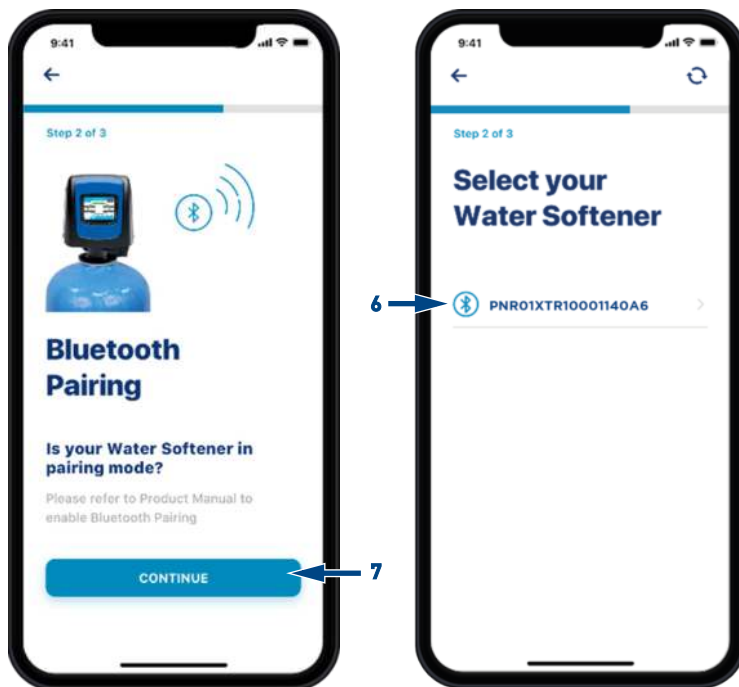 9:41
Step 2 of 3
Bluetooth
Pairing
Is your Water Softener in
pairing mode?
Please refer to Product Manual to
enable Bluetooth Pairing
CONTINUE
7
9:41
Step 2 of 3
Select your
Water Softener
6
PNR01XTR10001140A6